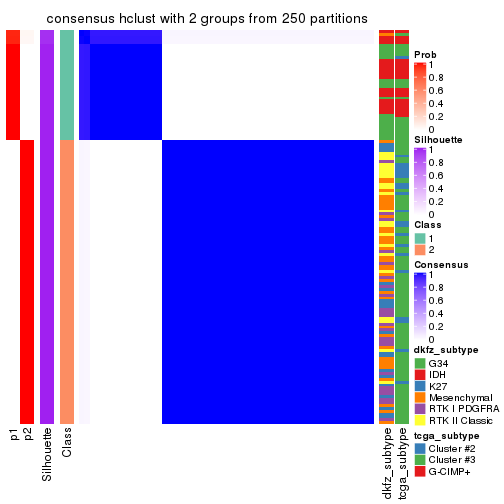 consensus hclust with 2 groups from 250 partitions
Prob
1
0.8
0.6
0.4
0.2
0
Silhouette
1
0.8
0.6
0.4
0.2
0
Class
1
2
Consensus
1
0.8
0.6
0.4
0.2
0
dkfz_subtype
G34
IDH
K27
Mesenchymal
RTK I PDGFRA
RTK II Classic
tcga_subtype
Cluster #2
Cluster #3
G-CIMP+
p1
p2
Silhouette
Class
dkfz_subtype
tcga_subtype